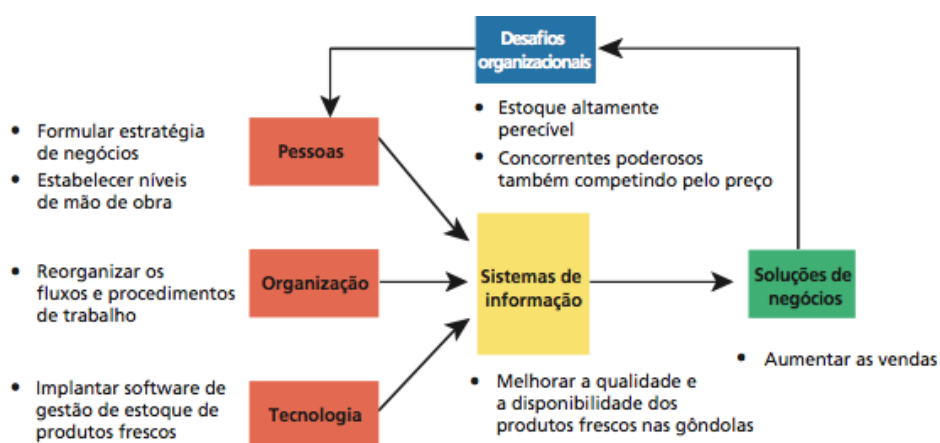 Desafios
organizacionais
• Estoque altamente
perecível
• Concorrentes poderosos
também competindo pelo preço
• Formular estratégia
de negócios
• Estabelecer níveis
de mão de obra
Pessoas
• Reorganizar os
fluxos e procedimentos
de trabalho
Organização
Sistemas de
informação
Soluções de
negócios
• Implantar software de
gestão de estoque de
produtos frescos
Tecnologia
• Melhorar a qualidade e
a disponibilidade dos
produtos frescos nas gôndolas
• Aumentar as vendas